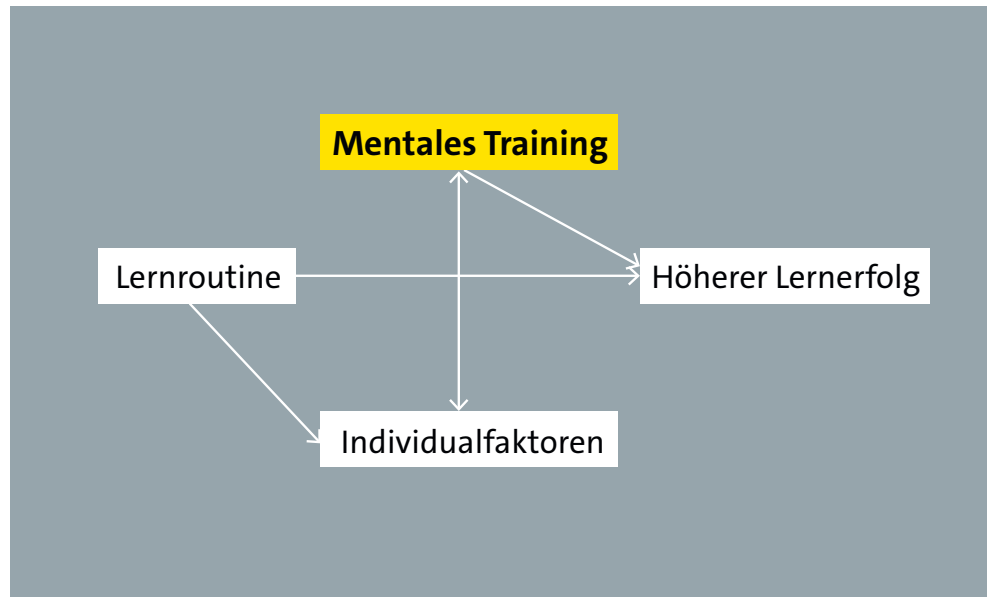 Mentales Training
Lernroutine
Höherer Lernerfolg
Individualfaktoren